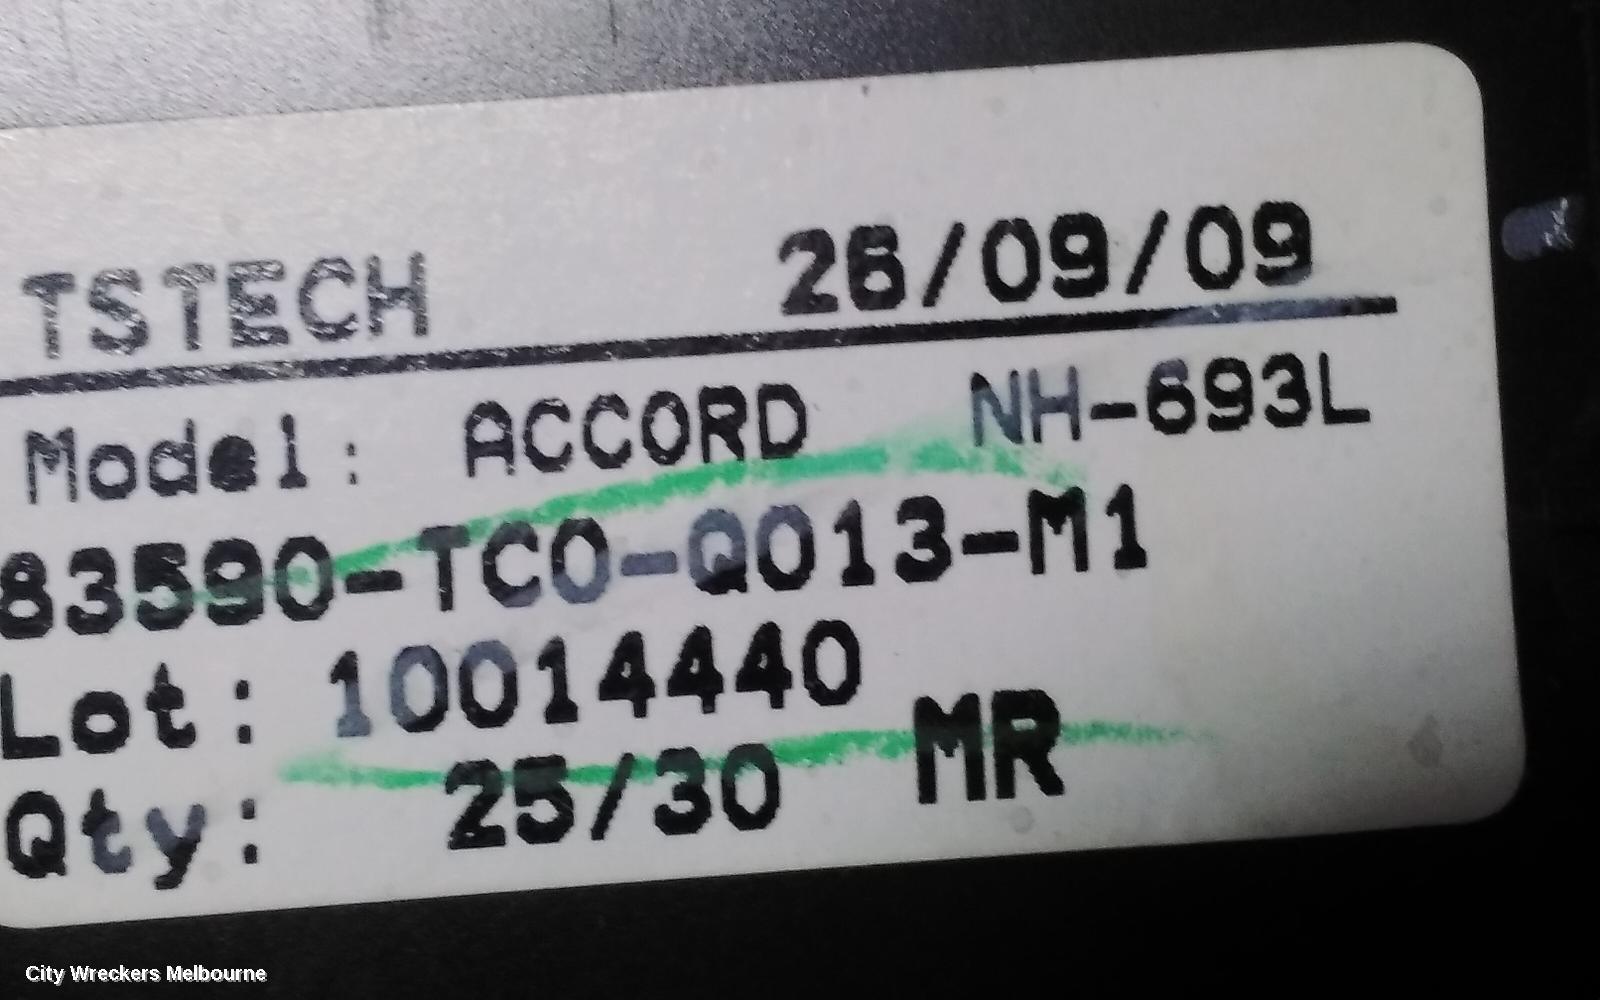 TSTECH 26/09/09
Model: ACCORD NH-693L
83590-TC0-Q013-M1
Lot: 10014440
Qty: 25/30 MR
City Wreckers Melbourne